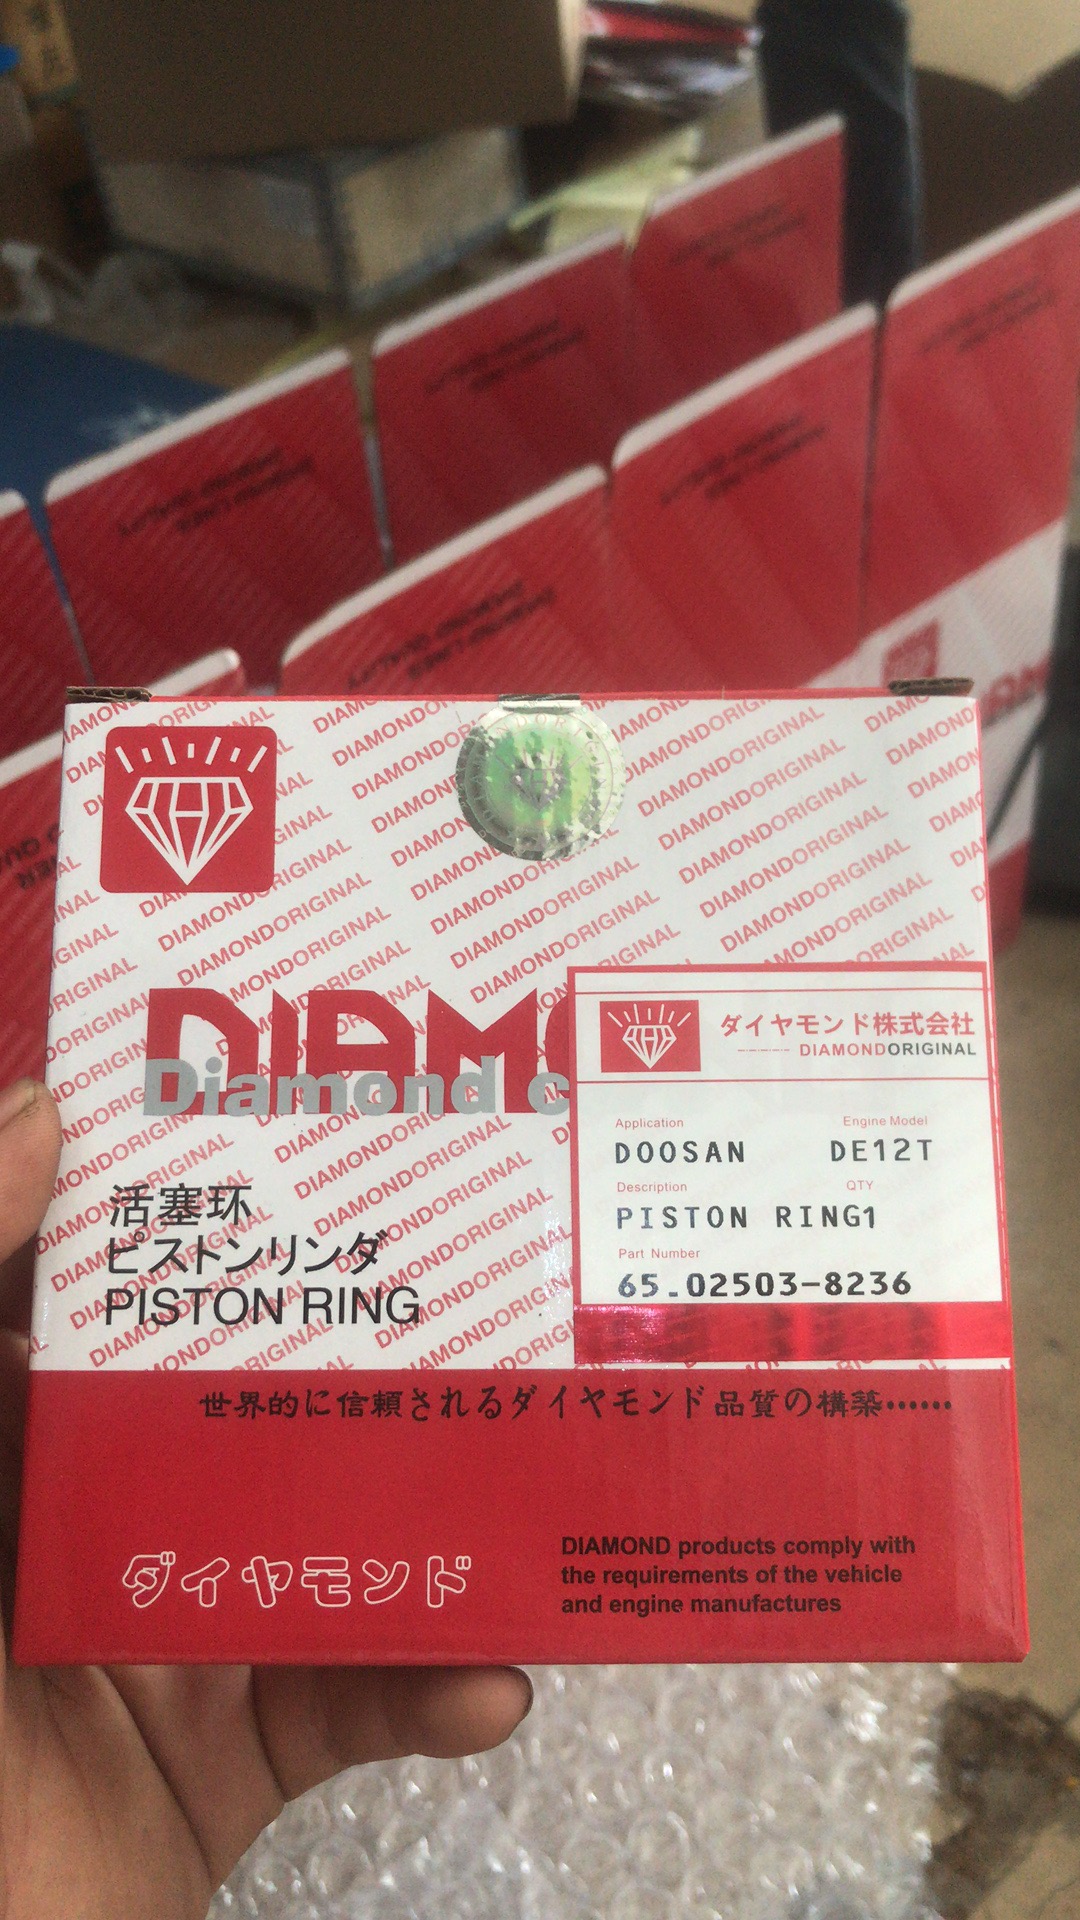 DIAMONDORIGINAL
DIAM
Diamond c
ダイヤモンド株式会社
DIAMONDORIGINAL
Application
Engine Model
DOOSAN
DE12T
Description
QTY
PISTON RING1
Part Number
65.02503-8236
活塞环
ピストンリンダ
PISTON RING
世界的に信頼されるダイヤモンド品質の構築······
ダイヤモンド
DIAMOND products comply with
the requirements of the vehicle
and engine manufactures